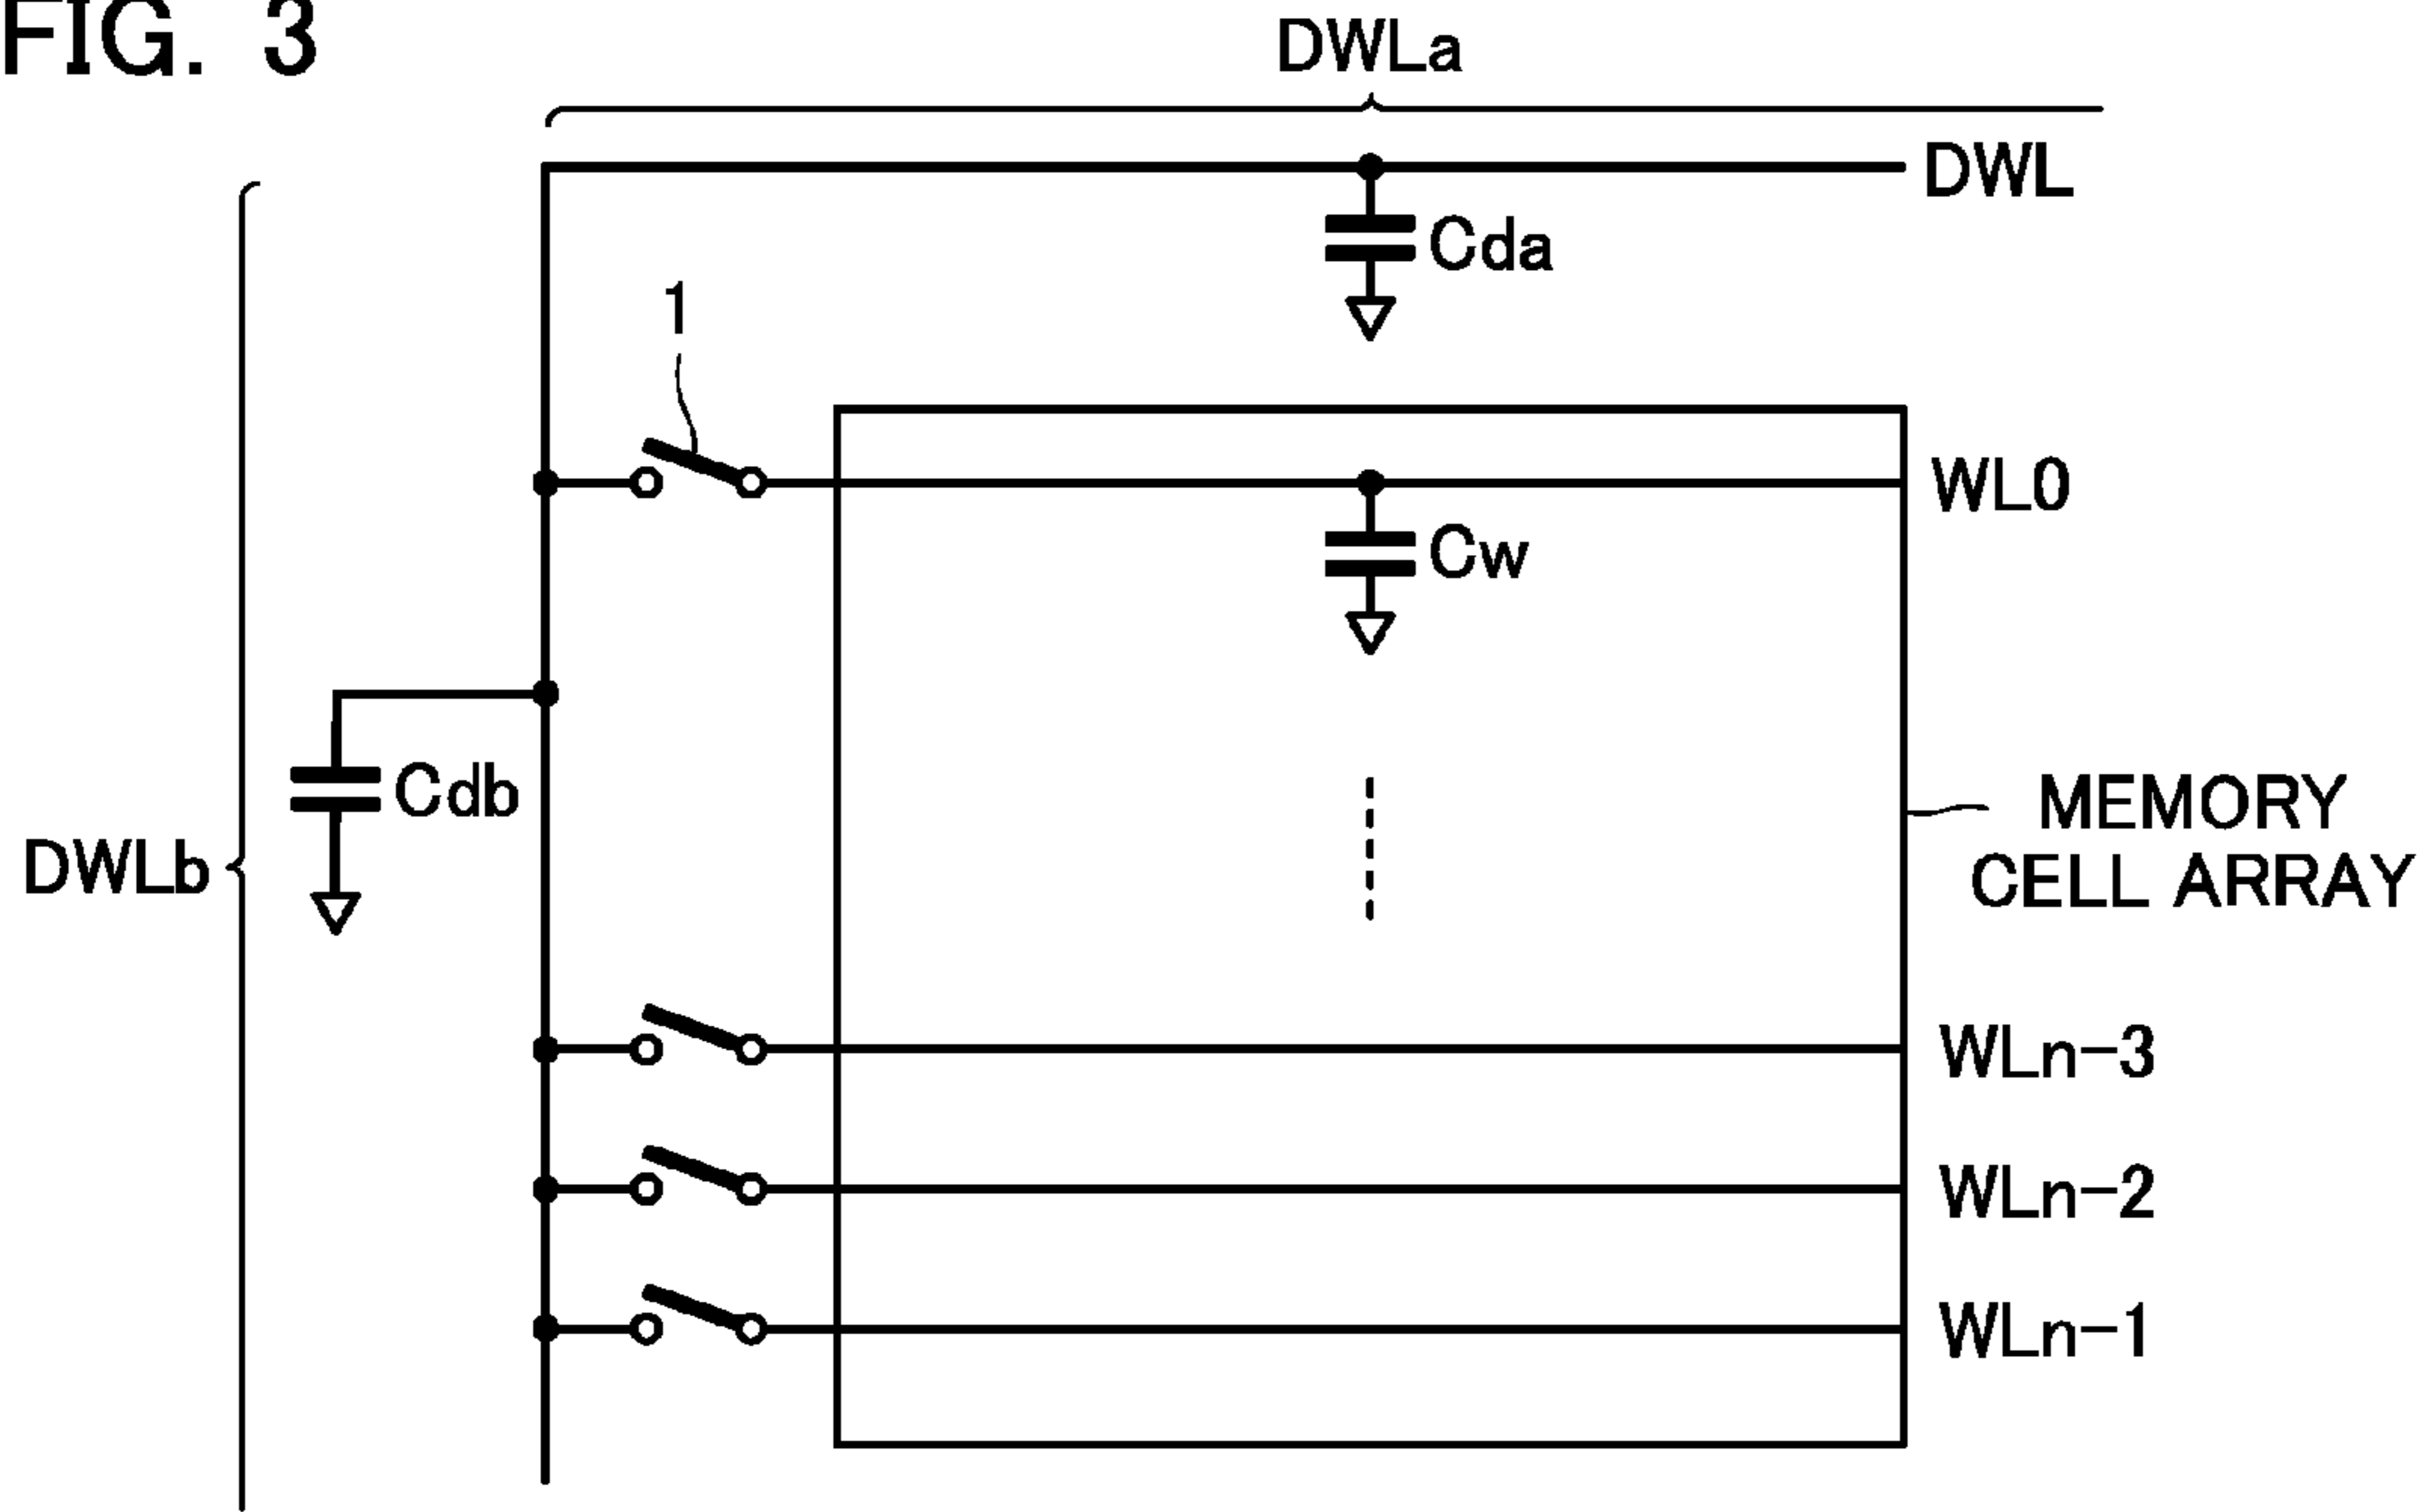 FIG. 3
DWLa
DWL
Cda
1
WL0
Cw
Cdb
DWLb
MEMORY
CELL ARRAY
WLn-3
WLn-2
WLn-1